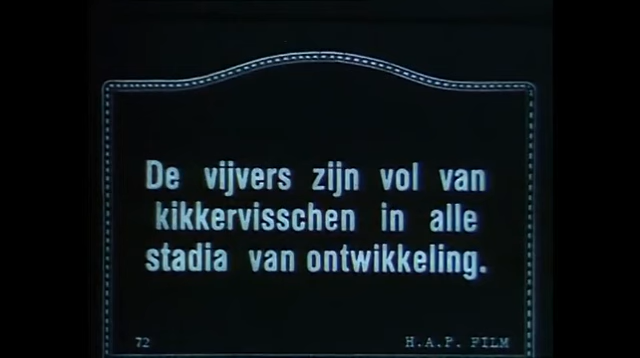 De vijvers zijn vol van
kikkervisschen in alle
stadia van ontwikkeling.
72
H.A.P. FILM